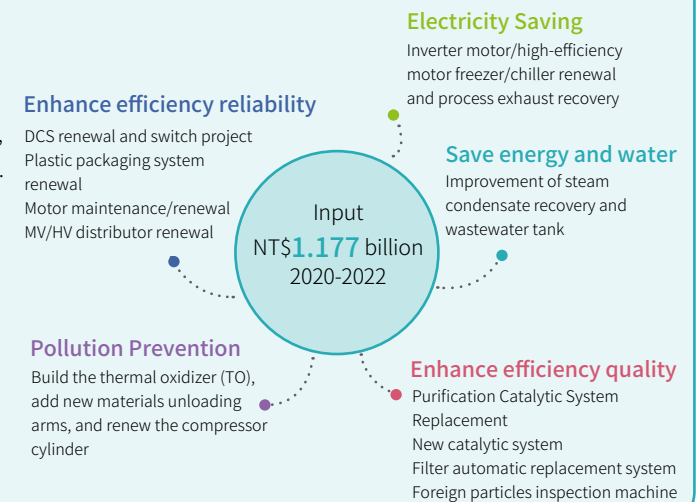 Electricity Saving
Inverter motor/high-efficiency
motor freezer/chiller renewal
and process exhaust recovery
Enhance efficiency reliability
DCS renewal and switch project
Plastic packaging system
renewal
Motor maintenance/renewal
MV/HV distributor renewal
Save energy and water
Improvement of steam
condensate recovery and
wastewater tank
Input
NT$1.177 billion
2020-2022
Pollution Prevention
Build the thermal oxidizer (TO),
add new materials unloading
arms, and renew the compressor
cylinder
Enhance efficiency quality
Purification Catalytic System
Replacement
New catalytic system
Filter automatic replacement system
Foreign particles inspection machine